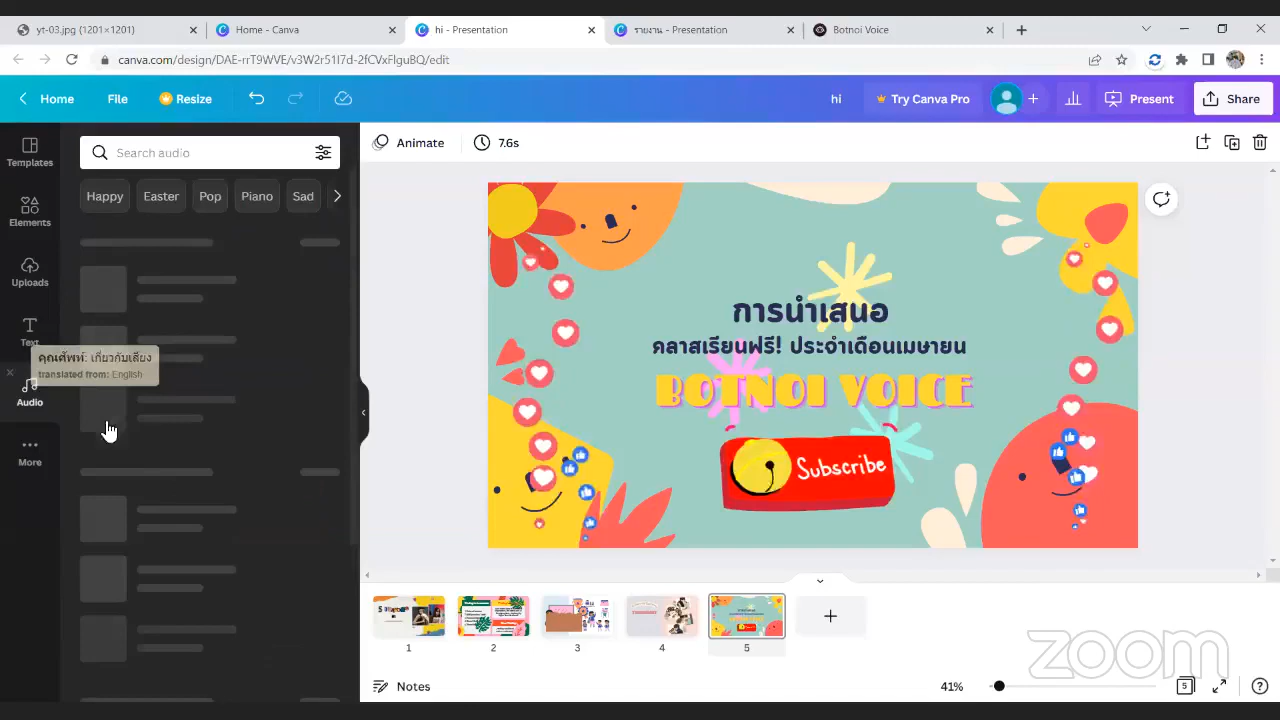 yt-03.jpg (1201×1201)
Home - Canva
hi - Presentation
รายงาน - Presentation
Botnoi Voice
canva.com/design/DAE-rrT9WVE/v3W2r51I7d-2fCVxFlguBQ/edit
Home
File
Resize
hi
Try Canva Pro
Present
Share
Templates
Search audio
Animate
7.6s
Happy
Easter
Pop
Piano
Sad
Elements
Uploads
Text
คุณศัพท์: เกี่ยวกับเสียง
translated from: English
Audio
More
การนำเสนอ
คลาสเรียนฟรี! ประจำเดือนเมษายน
BOTNOI VOICE
Subscribe
1
2
3
4
5
Notes
41%
5
zoom